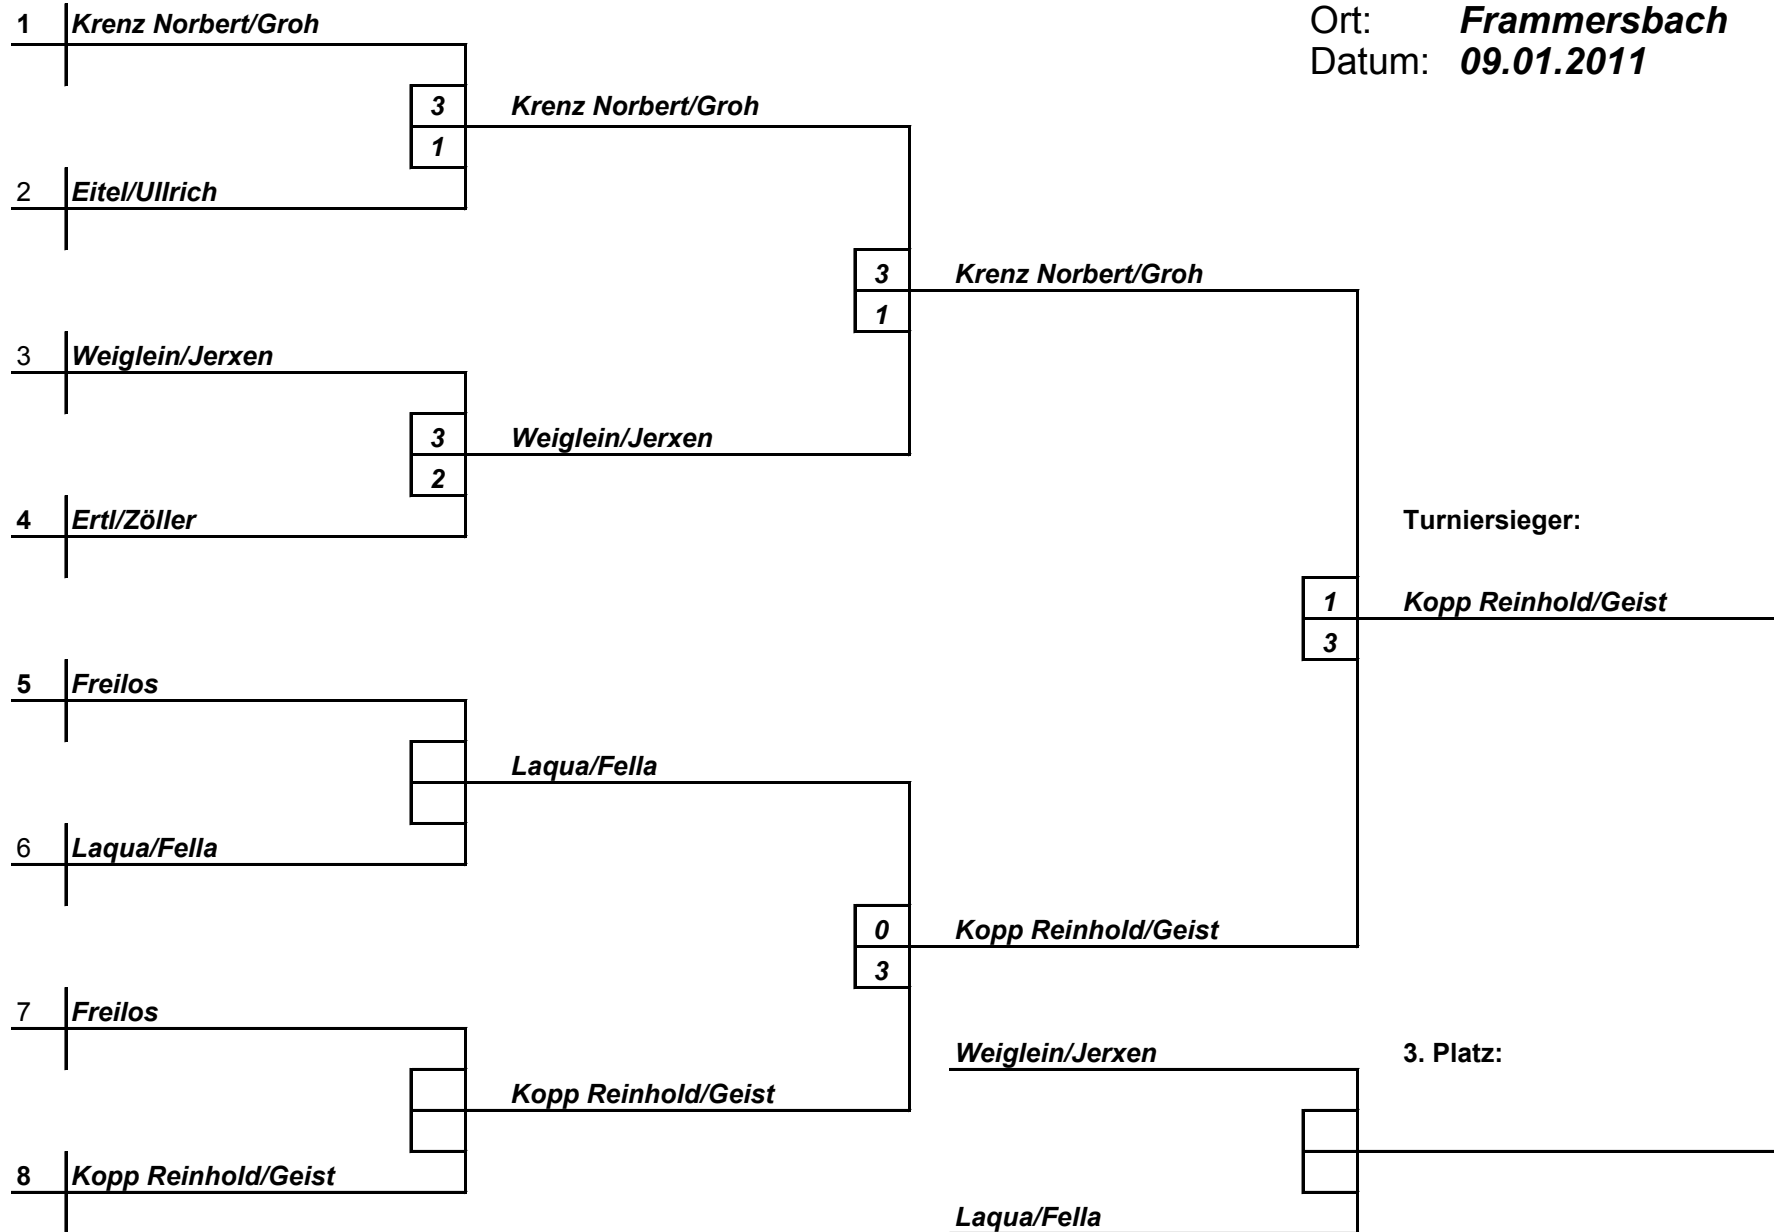 1 Krenz Norbert/Groh
Ort: Frammersbach
Datum: 09.01.2011
3 Krenz Norbert/Groh
1
2 Eitel/Ullrich
3 Krenz Norbert/Groh
1
3 Weiglein/Jerxen
3 Weiglein/Jerxen
2
4 Ertl/Zöller
Turniersieger:
1 Kopp Reinhold/Geist
3
5 Freilos
Laqua/Fella
6 Laqua/Fella
0 Kopp Reinhold/Geist
3
7 Freilos
Weiglein/Jerxen
3. Platz:
Kopp Reinhold/Geist
8 Kopp Reinhold/Geist
Laqua/Fella